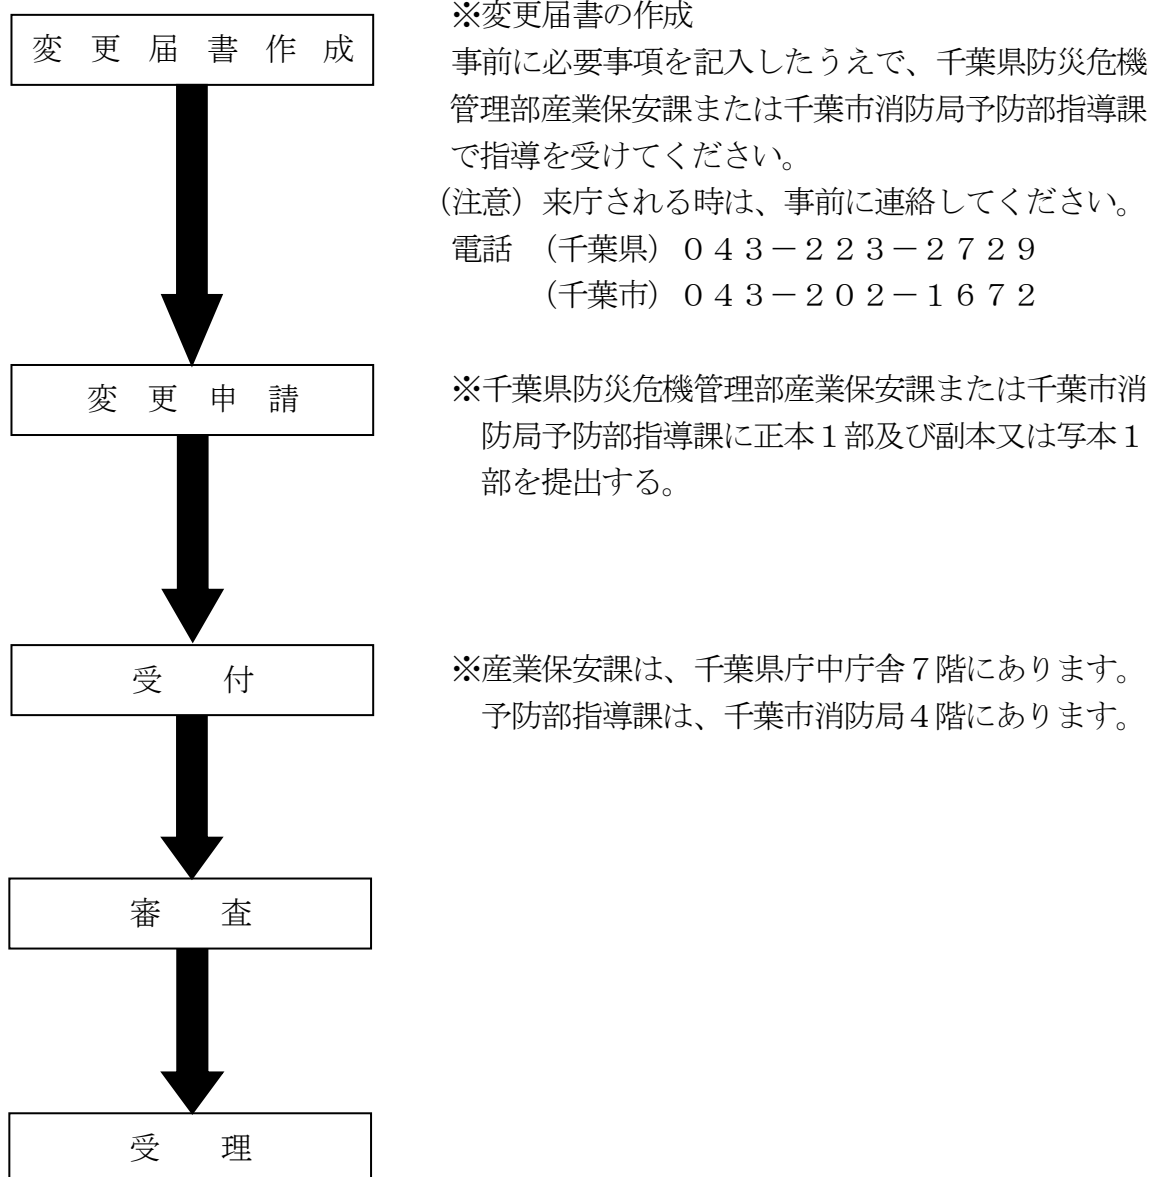 ※変更届書の作成
変更届書作成
事前に必要事項を記入したうえで、千葉県防災危機
管理部産業保安課または千葉市消防局予防部指導課
で指導を受けてください。
（注意）来庁される時は、事前に連絡してください。
電話　（千葉県）０４３－２２３－２７２９
（千葉市）０４３－２０２－１６７２
変更申請
※千葉県防災危機管理部産業保安課または千葉市消
防局予防部指導課に正本１部及び副本又は写本１
部を提出する。
受付
※産業保安課は、千葉県庁中庁舎７階にあります。
予防部指導課は、千葉市消防局４階にあります。
審査
受理